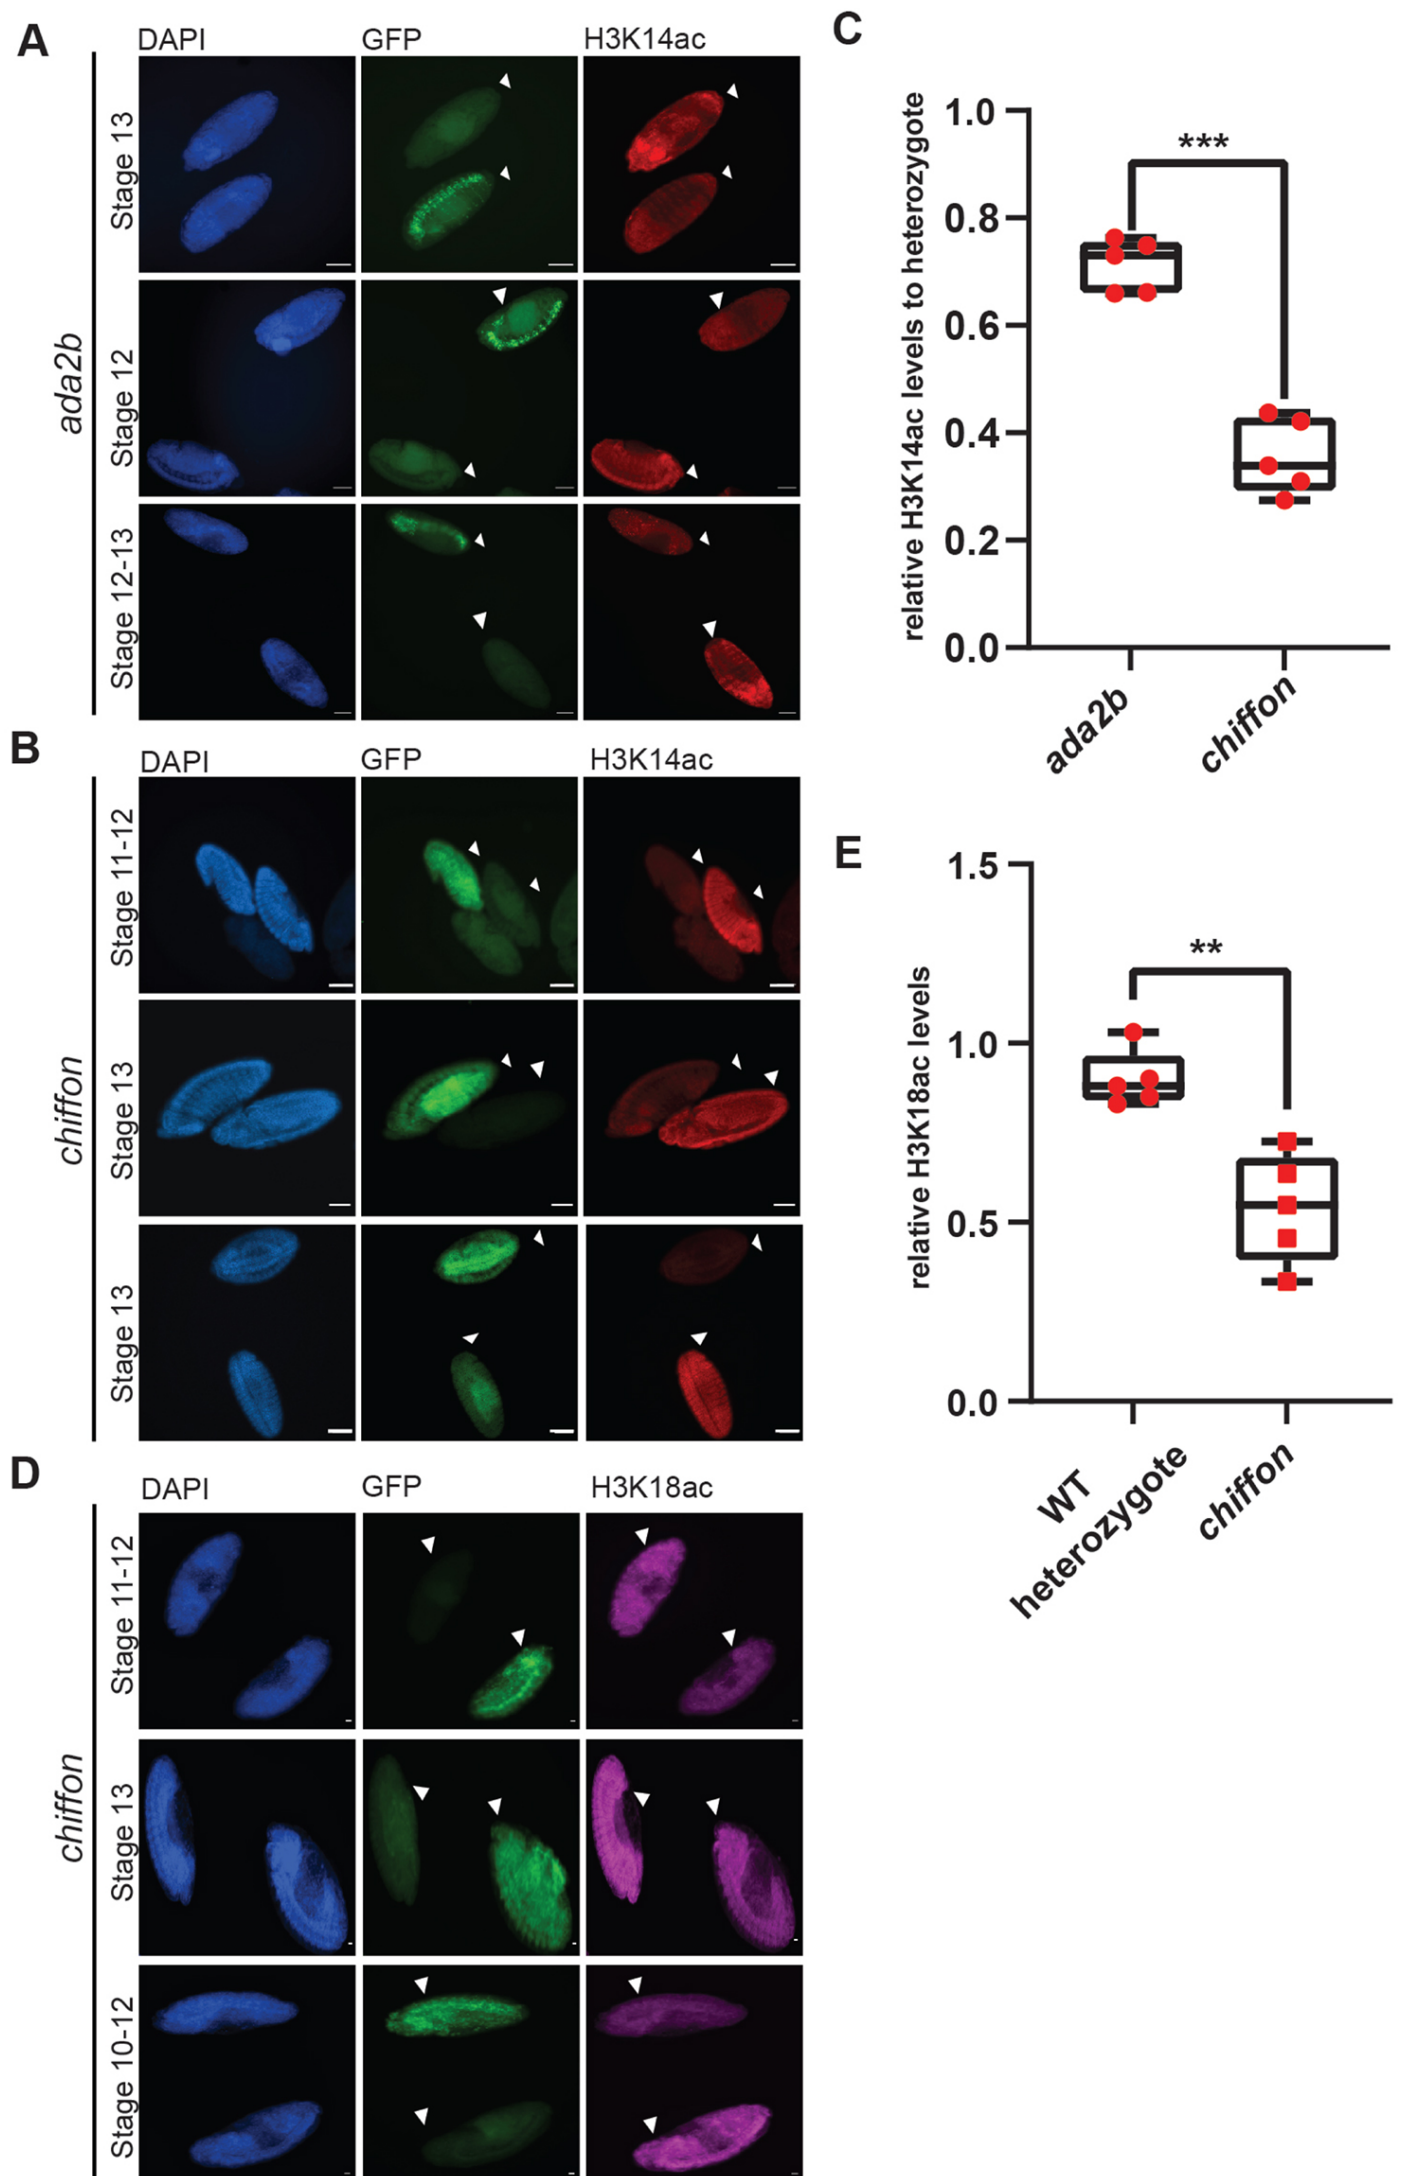 A
DAPI GFP H3K14ac
ada2b
Stage 13
Stage 12
Stage 12-13
B
DAPI GFP H3K14ac
chiffon
Stage 11-12
Stage 13
Stage 13
D
DAPI GFP H3K18ac
chiffon
Stage 11-12
Stage 13
Stage 10-12
C
relative H3K14ac levels to heterozygote
1.0
0.8
0.6
0.4
0.2
0.0
***
ada2b
chiffon
E
relative H3K18ac levels
1.5
1.0
0.5
0.0
**
WT
heterozygote
chiffon